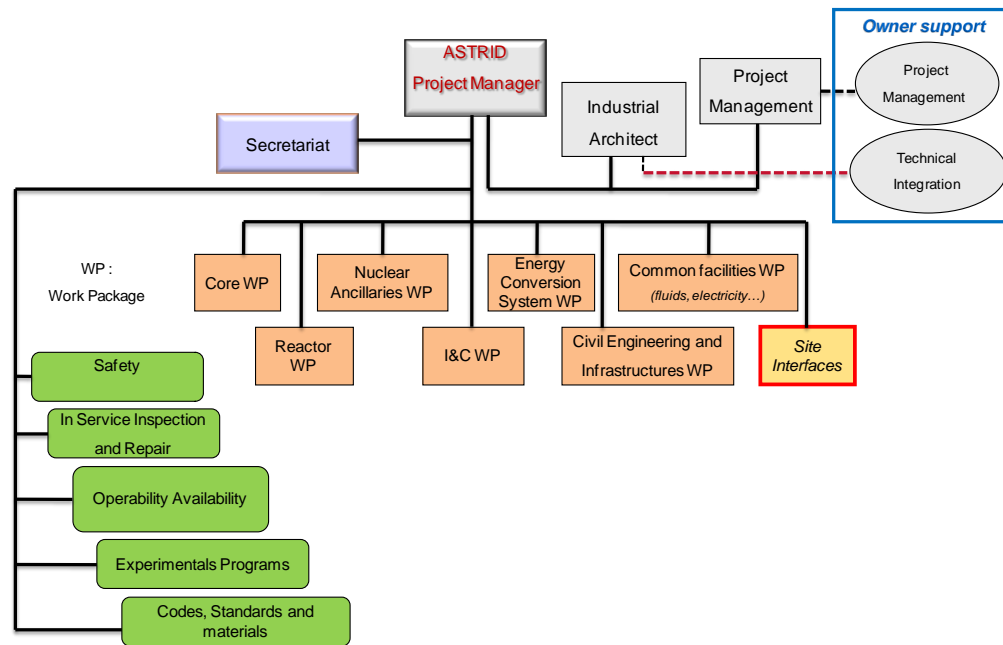 Owner support
ASTRID
Project Manager
Project
Management
Industrial
Architect
Project
Management
Secretariat
Technical
Integration
WP :
Work Package
Core WP
Nuclear
Ancillaries WP
Energy
Conversion
System WP
Common facilities WP
(fluids, electricity…)
Reactor
WP
I&C WP
Civil Engineering and
Infrastructures WP
Site
Interfaces
Safety
In Service Inspection
and Repair
Operability Availability
Experimentals Programs
Codes, Standards and
materials